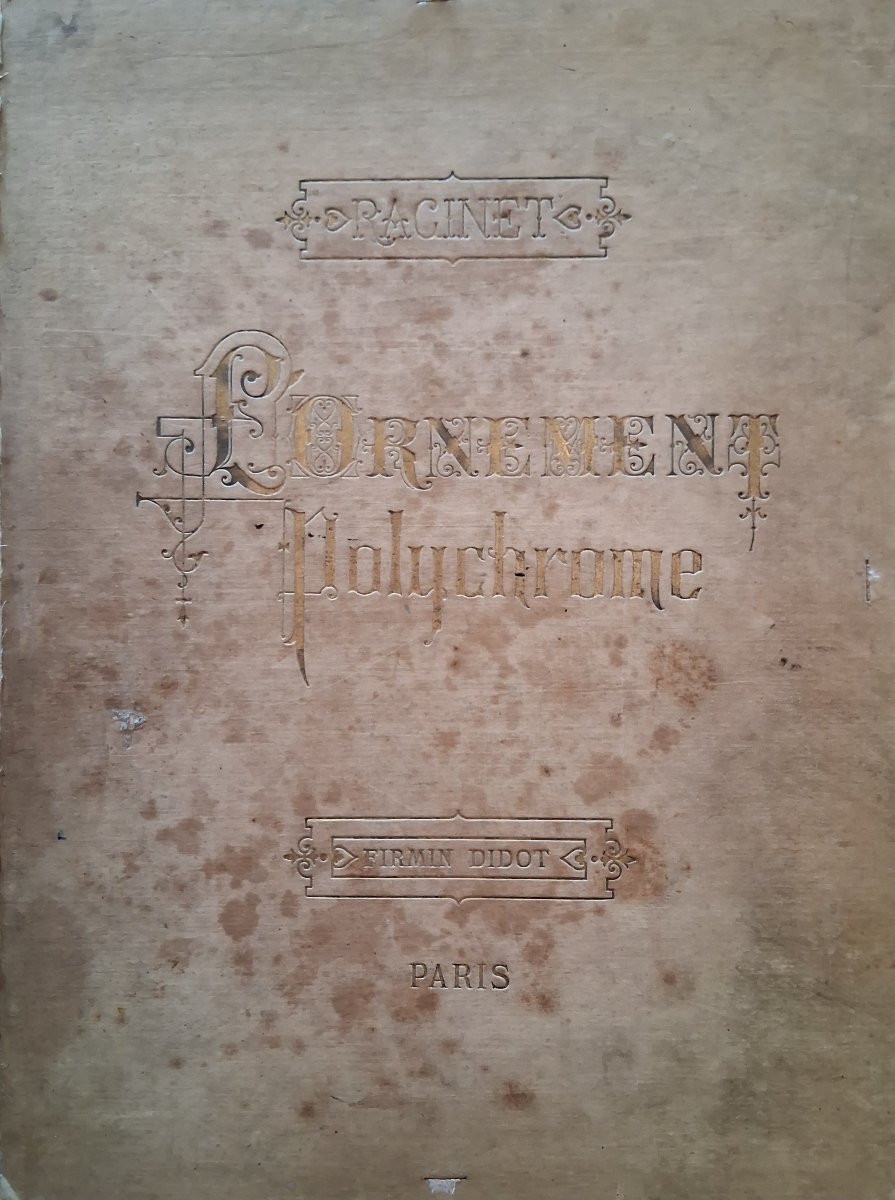 RACINET
L'ORNEMENT
Polychrome
FIRMIN DIDOT
PARIS